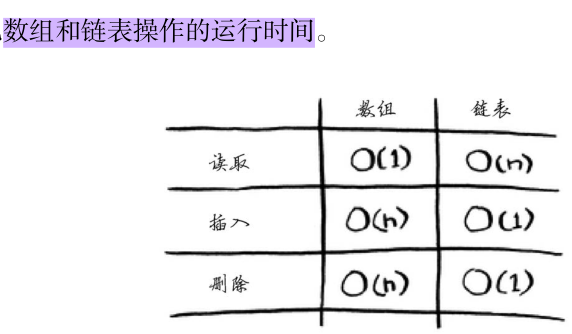 数组和链表操作的运行时间。
数组 链表
读取 O(1) O(n)
插入 O(n) O(1)
删除 O(n) O(1)